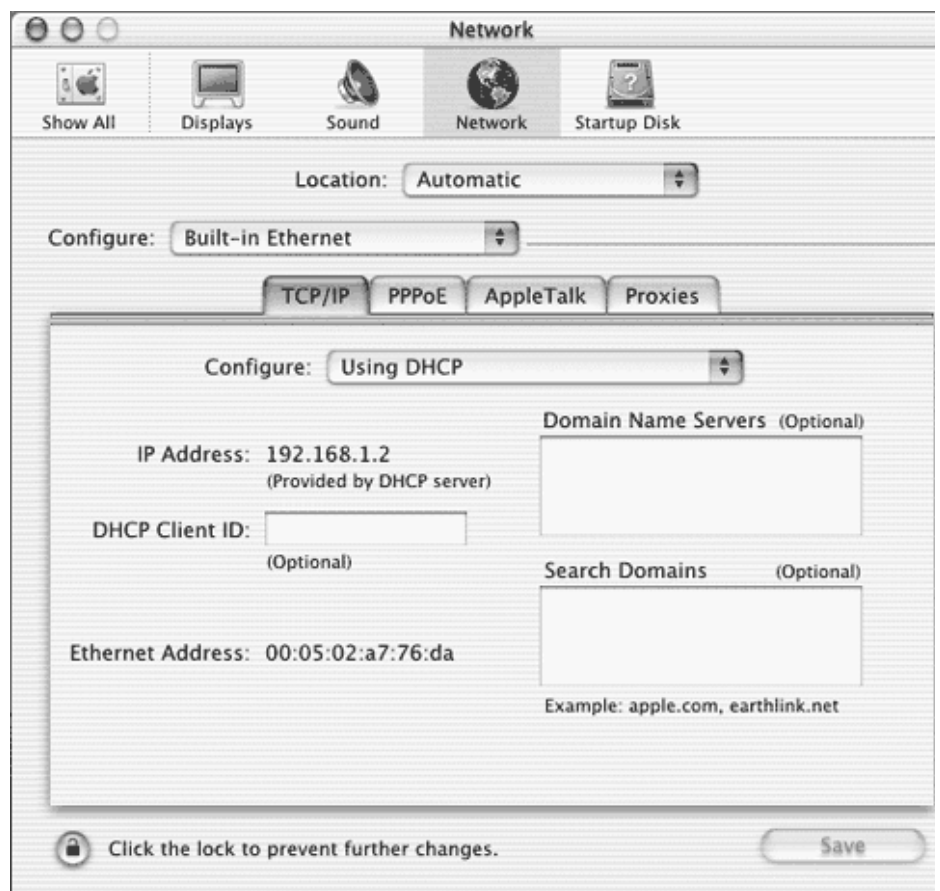 Network
Show All
Displays
Sound
Network
Startup Disk
Location: Automatic
Configure: Built-in Ethernet
TCP/IP
PPPoE
AppleTalk
Proxies
Configure: Using DHCP
Domain Name Servers (Optional)
IP Address: 192.168.1.2
(Provided by DHCP server)
DHCP Client ID:
(Optional)
Search Domains (Optional)
Ethernet Address: 00:05:02:a7:76:da
Example: apple.com, earthlink.net
Click the lock to prevent further changes.
Save